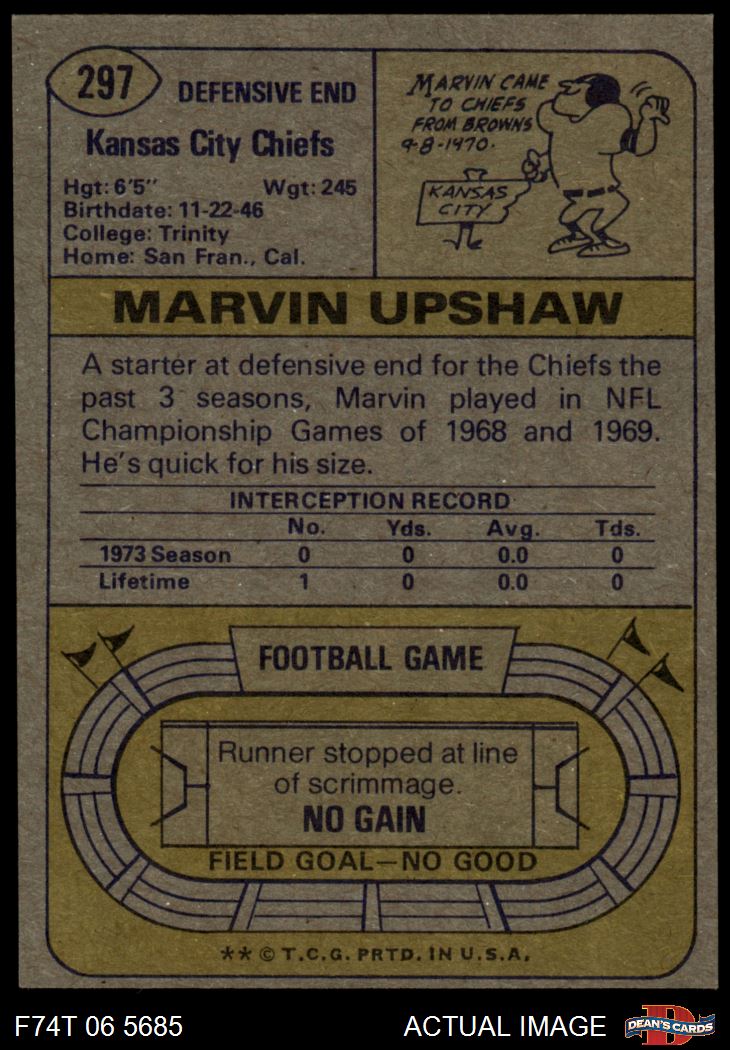 297
DEFENSIVE END
Kansas City Chiefs
Hgt: 6'5" Wgt: 245
Birthdate: 11-22-46
College: Trinity
Home: San Fran., Cal.
MARVIN CAME
TO CHIEFS
FROM BROWNS
9-8-1970.
KANSAS
CITY
MARVIN UPSHAW
A starter at defensive end for the Chiefs the
past 3 seasons, Marvin played in NFL
Championship Games of 1968 and 1969.
He's quick for his size.
INTERCEPTION RECORD
No. Yds. Avg. Tds.
1973 Season 0 0 0.0 0
Lifetime 1 0 0.0 0
FOOTBALL GAME
Runner stopped at line
of scrimmage.
NO GAIN
FIELD GOAL—NO GOOD
** © T.C.G. PRTD. IN U.S.A.
F74T 06 5685 ACTUAL IMAGE
D
DEAN'S CARDS